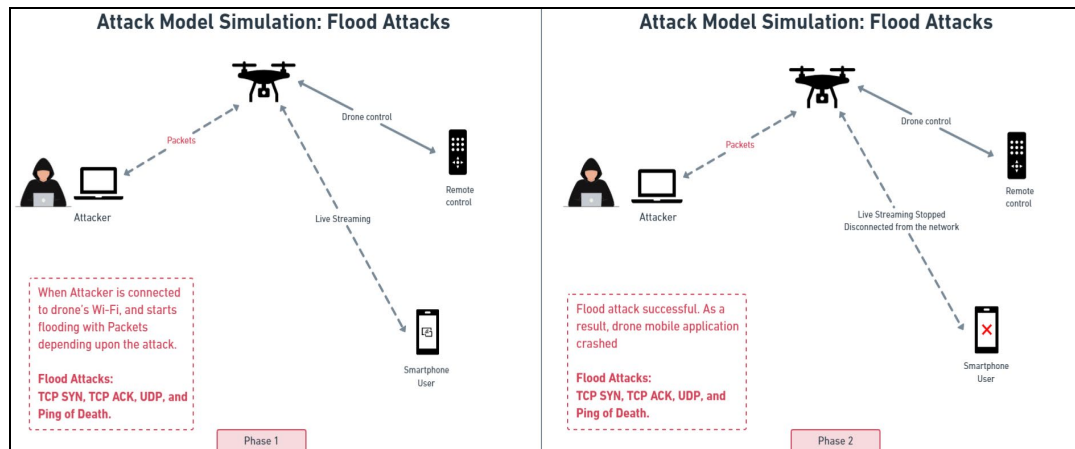 Attack Model Simulation: Flood Attacks
Drone control
Packets
Remote
control
Attacker
Live Streaming
When Attacker is connected
to drone's Wi-Fi, and starts
flooding with Packets
depending upon the attack.
Flood Attacks:
TCP SYN, TCP ACK, UDP, and
Ping of Death.
Smartphone
User
Phase 1
Attack Model Simulation: Flood Attacks
Drone control
Packets
Remote
control
Attacker
Live Streaming Stopped
Disconnected from the network
Flood attack successful. As a
result, drone mobile application
crashed
Flood Attacks:
TCP SYN, TCP ACK, UDP, and
Ping of Death.
Smartphone
User
Phase 2